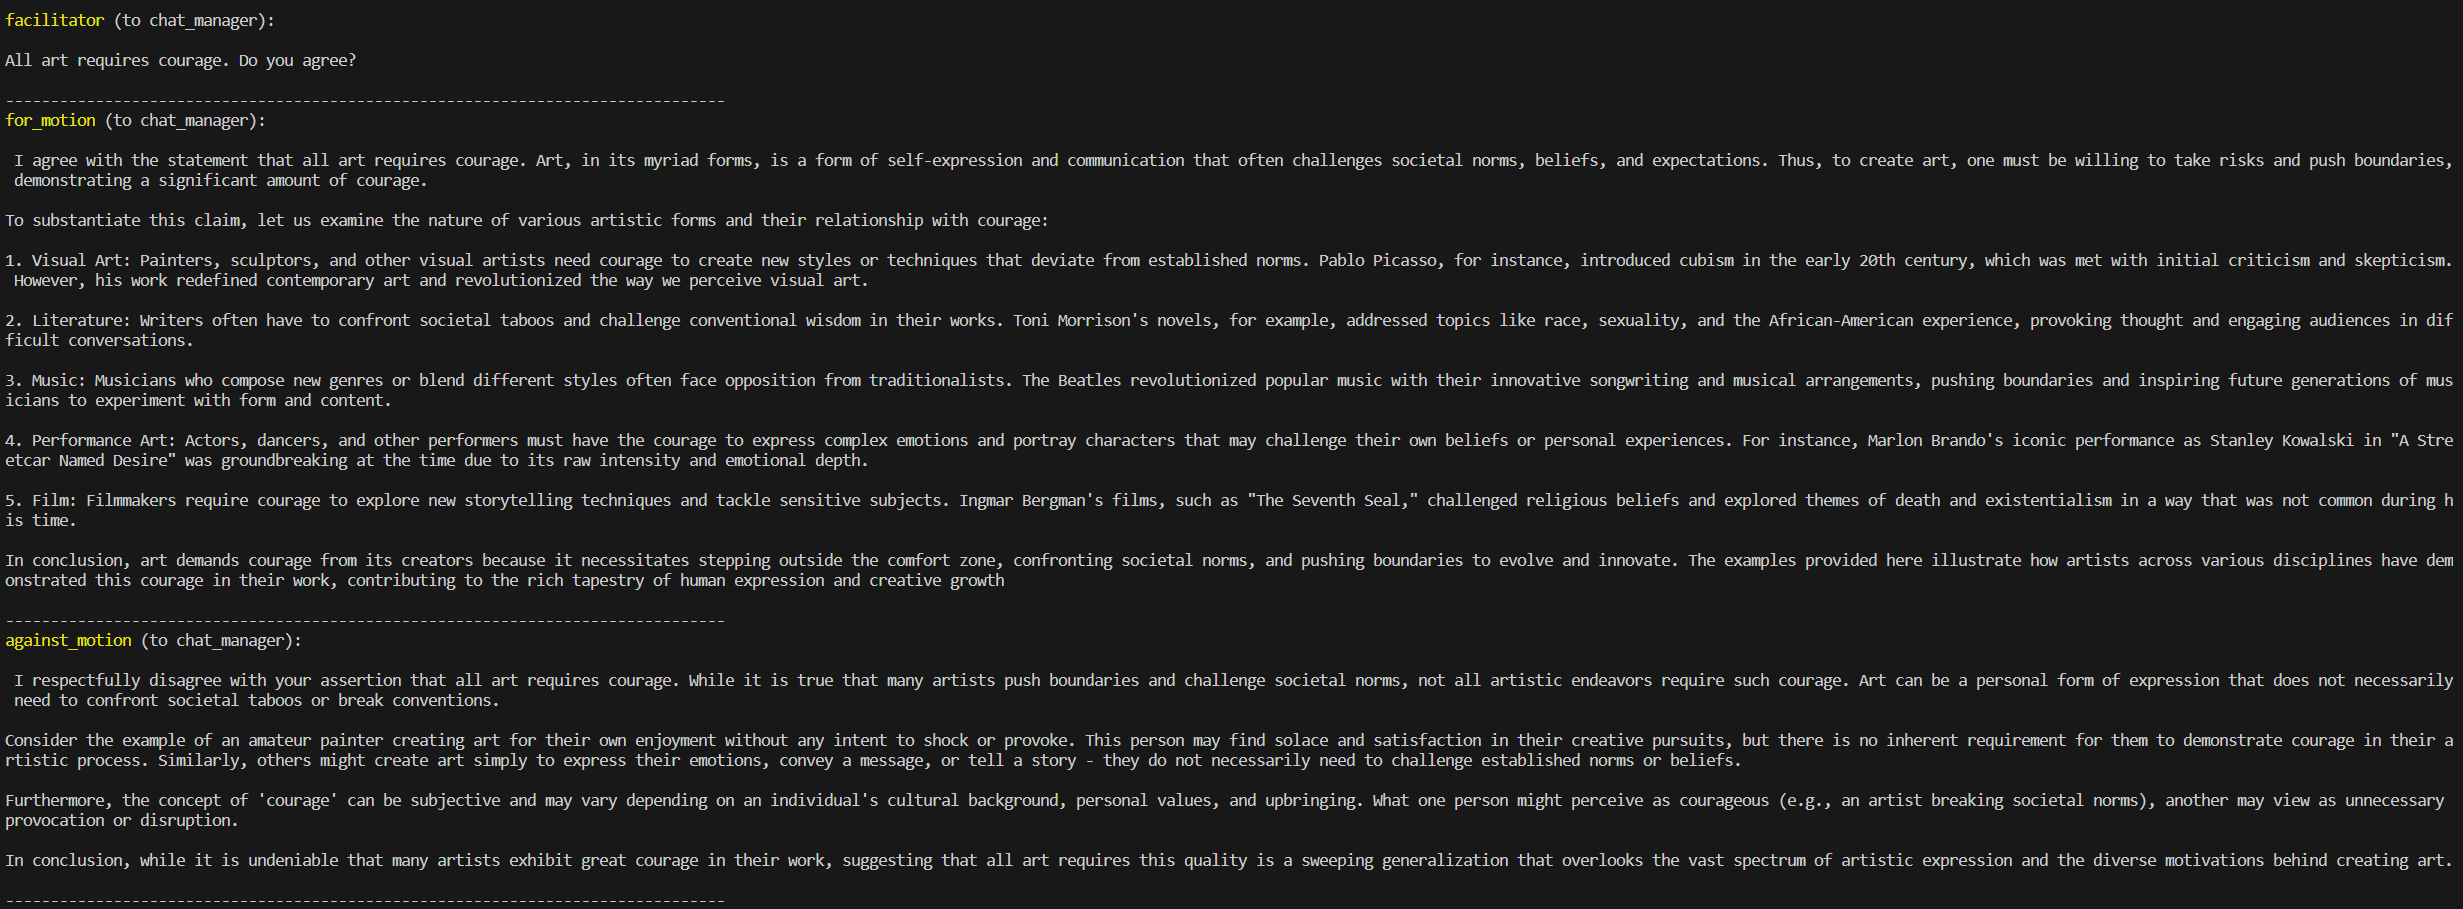 facilitator (to chat_manager):
All art requires courage. Do you agree?
--------------------------------------------------------------------------------
for_motion (to chat_manager):
I agree with the statement that all art requires courage. Art, in its myriad forms, is a form of self-expression and communication that often challenges societal norms, beliefs, and expectations. Thus, to create art, one must be willing to take risks and push boundaries,
demonstrating a significant amount of courage.
To substantiate this claim, let us examine the nature of various artistic forms and their relationship with courage:
1. Visual Art: Painters, sculptors, and other visual artists need courage to create new styles or techniques that deviate from established norms. Pablo Picasso, for instance, introduced cubism in the early 20th century, which was met with initial criticism and skepticism.
However, his work redefined contemporary art and revolutionized the way we perceive visual art.
2. Literature: Writers often have to confront societal taboos and challenge conventional wisdom in their works. Toni Morrison's novels, for example, addressed topics like race, sexuality, and the African-American experience, provoking thought and engaging audiences in dif
ficult conversations.
3. Music: Musicians who compose new genres or blend different styles often face opposition from traditionalists. The Beatles revolutionized popular music with their innovative songwriting and musical arrangements, pushing boundaries and inspiring future generations of mus
icians to experiment with form and content.
4. Performance Art: Actors, dancers, and other performers must have the courage to express complex emotions and portray characters that may challenge their own beliefs or personal experiences. For instance, Marlon Brando's iconic performance as Stanley Kowalski in "A Stre
etcar Named Desire" was groundbreaking at the time due to its raw intensity and emotional depth.
5. Film: Filmmakers require courage to explore new storytelling techniques and tackle sensitive subjects. Ingmar Bergman's films, such as "The Seventh Seal," challenged religious beliefs and explored themes of death and existentialism in a way that was not common during h
is time.
In conclusion, art demands courage from its creators because it necessitates stepping outside the comfort zone, confronting societal norms, and pushing boundaries to evolve and innovate. The examples provided here illustrate how artists across various disciplines have dem
onstrated this courage in their work, contributing to the rich tapestry of human expression and creative growth
--------------------------------------------------------------------------------
against_motion (to chat_manager):
I respectfully disagree with your assertion that all art requires courage. While it is true that many artists push boundaries and challenge societal norms, not all artistic endeavors require such courage. Art can be a personal form of expression that does not necessarily
need to confront societal taboos or break conventions.
Consider the example of an amateur painter creating art for their own enjoyment without any intent to shock or provoke. This person may find solace and satisfaction in their creative pursuits, but there is no inherent requirement for them to demonstrate courage in their a
rtistic process. Similarly, others might create art simply to express their emotions, convey a message, or tell a story - they do not necessarily need to challenge established norms or beliefs.
Furthermore, the concept of 'courage' can be subjective and may vary depending on an individual's cultural background, personal values, and upbringing. What one person might perceive as courageous (e.g., an artist breaking societal norms), another may view as unnecessary
provocation or disruption.
In conclusion, while it is undeniable that many artists exhibit great courage in their work, suggesting that all art requires this quality is a sweeping generalization that overlooks the vast spectrum of artistic expression and the diverse motivations behind creating art.
--------------------------------------------------------------------------------